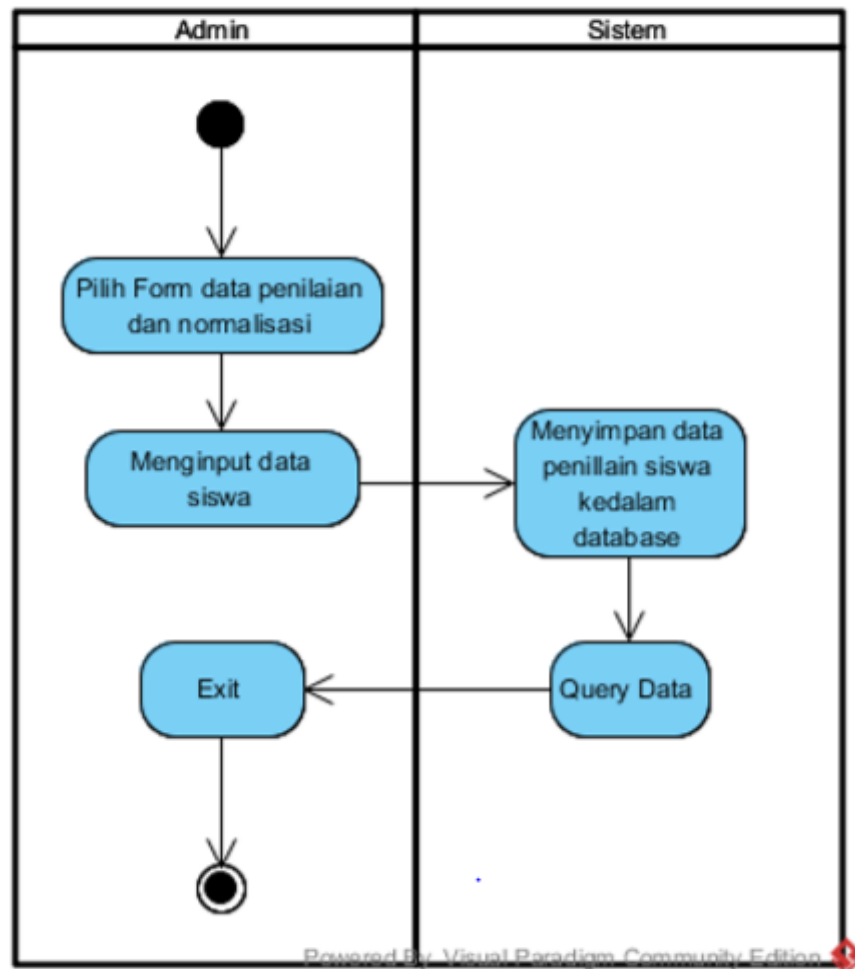 Admin
Sistem
Pilih Form data penilaian
dan normalisasi
Menginput data
siswa
Menyimpan data
penillain siswa
kedalam
database
Exit
Query Data
Powered By Visual Paradigm Community Edition